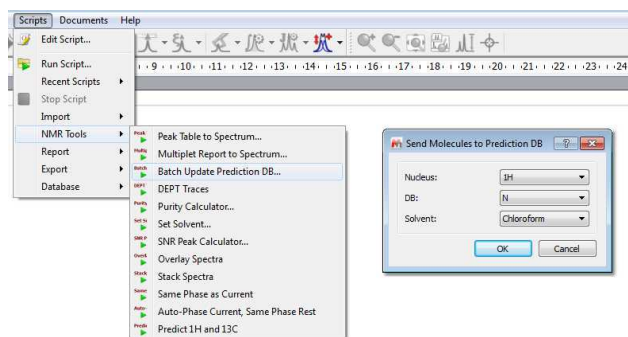 Scripts Documents Help
Edit Script...
Run Script...
Recent Scripts
Stop Script
Import
NMR Tools
Report
Export
Database
9 10 11 12 13 14 15 16 17 18 19 20 21 22 23 24
Peak Table to Spectrum...
Multiplet Report to Spectrum...
Batch Update Prediction DB...
DEPT Traces
Purity Calculator...
Set Solvent...
SNR Peak Calculator...
Overlay Spectra
Stack Spectra
Same Phase as Current
Auto-Phase Current, Same Phase Rest
Predict 1H and 13C
Send Molecules to Prediction DB
Nucleus: 1H
DB: N
Solvent: Chloroform
OK Cancel